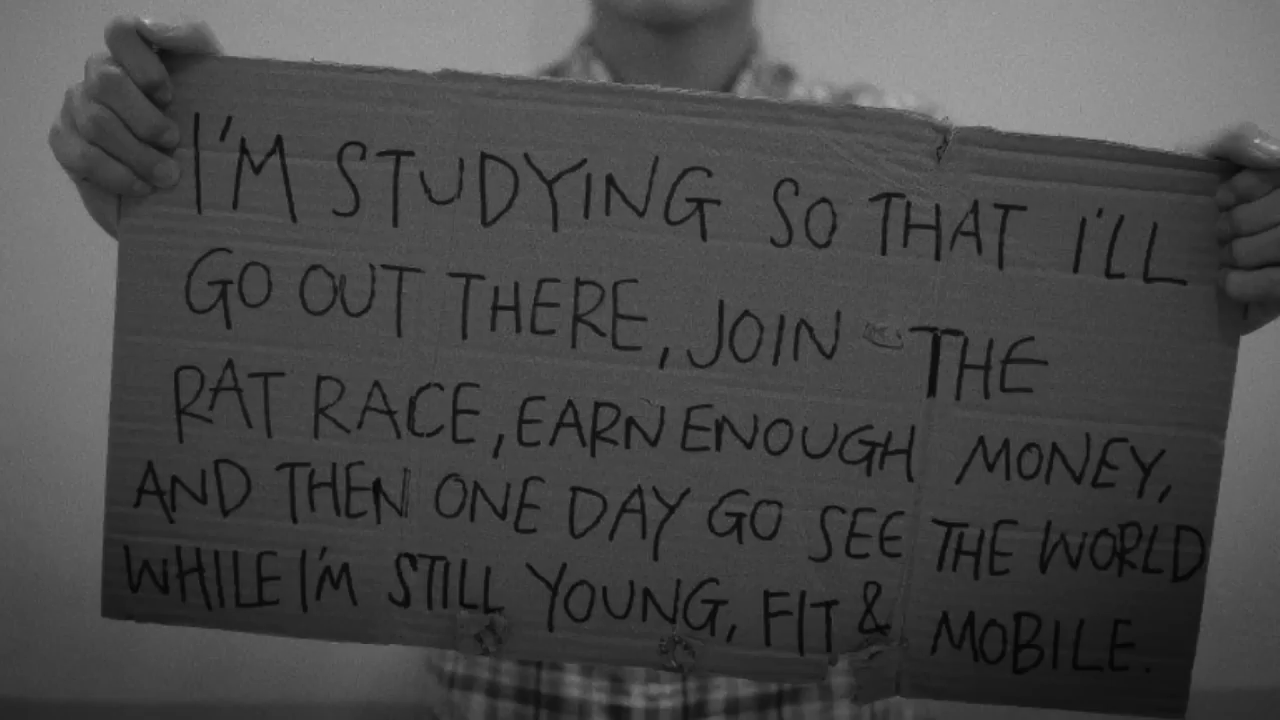 I'M STUDYING SO THAT I'LL
GO OUT THERE, JOIN THE
RAT RACE, EARN ENOUGH MONEY,
AND THEN ONE DAY GO SEE THE WORLD
WHILE I'M STILL YOUNG, FIT & MOBILE.